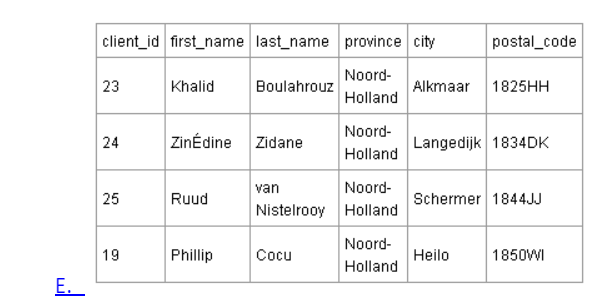 client_id first_name last_name province city postal_code
23 Khalid Boulahrouz Noord-Holland Alkmaar 1825HH
24 ZinÉdine Zidane Noord-Holland Langedijk 1834DK
25 Ruud van Nistelrooy Noord-Holland Schermer 1844JJ
19 Phillip Cocu Noord-Holland Heilo 1850WI
E.